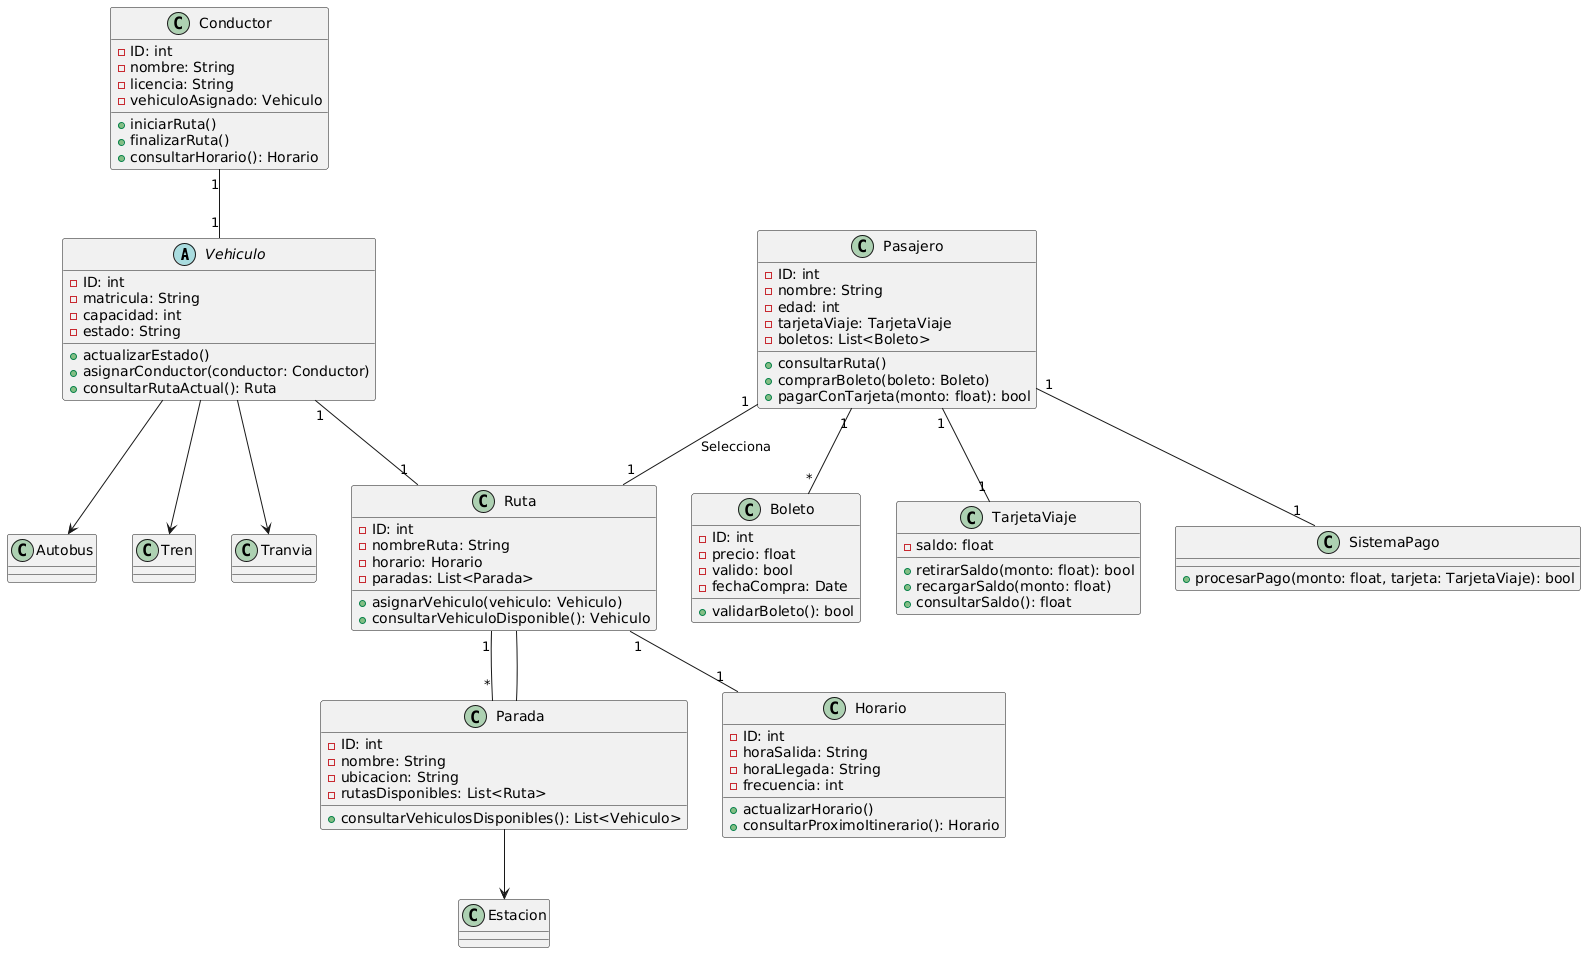 C Conductor
ID: int
nombre: String
licencia: String
vehiculoAsignado: Vehiculo
iniciarRuta()
finalizarRuta()
consultarHorario(): Horario
1
1
A Vehiculo
ID: int
matricula: String
capacidad: int
estado: String
actualizarEstado()
asignarConductor(conductor: Conductor)
consultarRutaActual(): Ruta
C Pasajero
ID: int
nombre: String
edad: int
tarjetaViaje: TarjetaViaje
boletos: List<Boleto>
consultarRuta()
comprarBoleto(boleto: Boleto)
pagarConTarjeta(monto: float): bool
1
1
1
1
1
1
Selecciona
1
*
1
1
C Autobus
C Tren
C Tranvia
C Ruta
ID: int
nombreRuta: String
horario: Horario
paradas: List<Parada>
asignarVehiculo(vehiculo: Vehiculo)
consultarVehiculoDisponible(): Vehiculo
C Boleto
ID: int
precio: float
valido: bool
fechaCompra: Date
validarBoleto(): bool
C TarjetaViaje
saldo: float
retirarSaldo(monto: float): bool
recargarSaldo(monto: float)
consultarSaldo(): float
C SistemaPago
procesarPago(monto: float, tarjeta: TarjetaViaje): bool
1
*
1
1
C Parada
ID: int
nombre: String
ubicacion: String
rutasDisponibles: List<Ruta>
consultarVehiculosDisponibles(): List<Vehiculo>
C Horario
ID: int
horaSalida: String
horaLlegada: String
frecuencia: int
actualizarHorario()
consultarProximoItinerario(): Horario
C Estacion